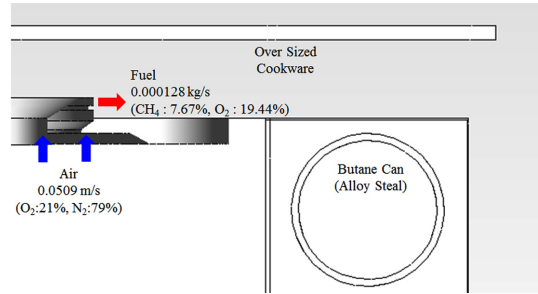 Over Sized
Cookware
Fuel
0.000128 kg/s
(CH₄ : 7.67%, O₂ : 19.44%)
Air
0.0509 m/s
(O₂:21%, N₂:79%)
Butane Can
(Alloy Steal)